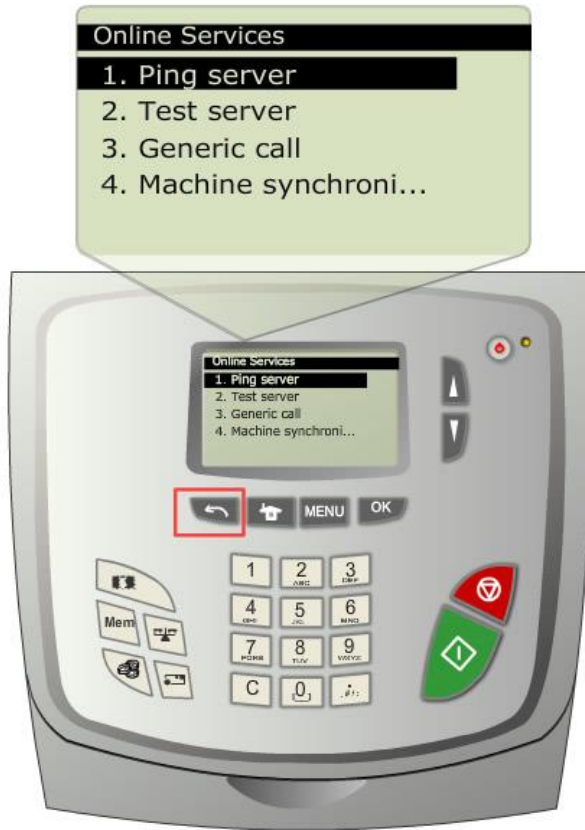 Online Services
1. Ping server
2. Test server
3. Generic call
4. Machine synchroni...
Online Services
1. Ping server
2. Test server
3. Generic call
4. Machine synchroni...
MENU OK
1 2 3
ABC DEF
Mem
4 5 6
GHI JKL MNO
7 8 9
PQRS TUV WXYZ
C 0